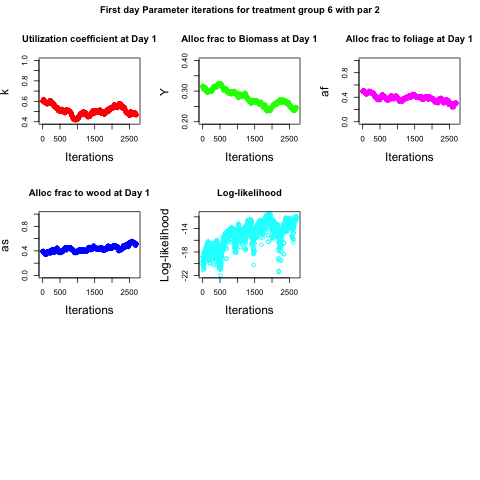 First day Parameter iterations for treatment group 6 with par 2
Utilization coefficient at Day 1
k
0.4 0.6 0.8 1.0
0 500 1500 2500
Iterations
Alloc frac to Biomass at Day 1
Y
0.20 0.30 0.40
0 500 1500 2500
Iterations
Alloc frac to foliage at Day 1
af
0.0 0.4 0.8
0 500 1500 2500
Iterations
Alloc frac to wood at Day 1
as
0.0 0.4 0.8
0 500 1500 2500
Iterations
Log-likelihood
Log-likelihood
-22 -18 -14
0 500 1500 2500
Iterations